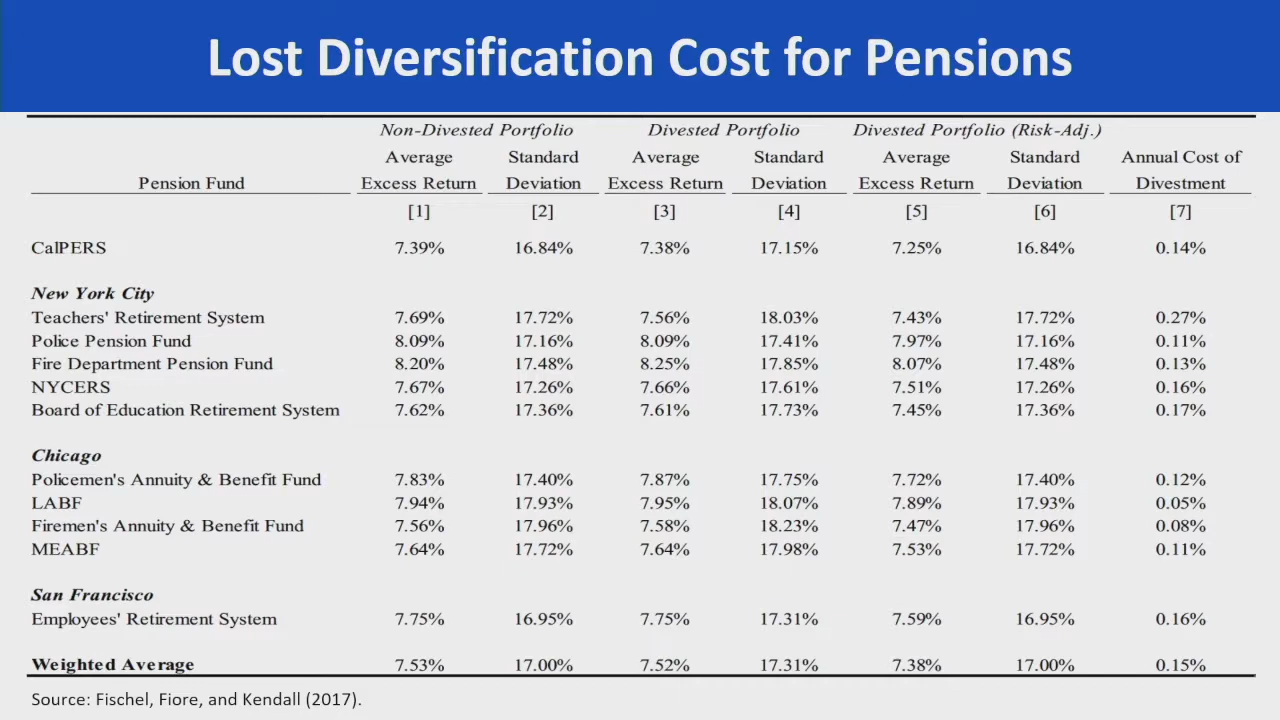 Lost Diversification Cost for Pensions
Non-Divested Portfolio Divested Portfolio Divested Portfolio (Risk-Adj.)
Average Standard Average Standard Average Standard Annual Cost of
Pension Fund Excess Return Deviation Excess Return Deviation Excess Return Deviation Divestment
[1] [2] [3] [4] [5] [6] [7]
CalPERS 7.39% 16.84% 7.38% 17.15% 7.25% 16.84% 0.14%
New York City
Teachers' Retirement System 7.69% 17.72% 7.56% 18.03% 7.43% 17.72% 0.27%
Police Pension Fund 8.09% 17.16% 8.09% 17.41% 7.97% 17.16% 0.11%
Fire Department Pension Fund 8.20% 17.48% 8.25% 17.85% 8.07% 17.48% 0.13%
NYCERS 7.67% 17.26% 7.66% 17.61% 7.51% 17.26% 0.16%
Board of Education Retirement System 7.62% 17.36% 7.61% 17.73% 7.45% 17.36% 0.17%
Chicago
Policemen's Annuity & Benefit Fund 7.83% 17.40% 7.87% 17.75% 7.72% 17.40% 0.12%
LABF 7.94% 17.93% 7.95% 18.07% 7.89% 17.93% 0.05%
Firemen's Annuity & Benefit Fund 7.56% 17.96% 7.58% 18.23% 7.47% 17.96% 0.08%
MEABF 7.64% 17.72% 7.64% 17.98% 7.53% 17.72% 0.11%
San Francisco
Employees' Retirement System 7.75% 16.95% 7.75% 17.31% 7.59% 16.95% 0.16%
Weighted Average 7.53% 17.00% 7.52% 17.31% 7.38% 17.00% 0.15%
Source: Fischel, Fiore, and Kendall (2017).